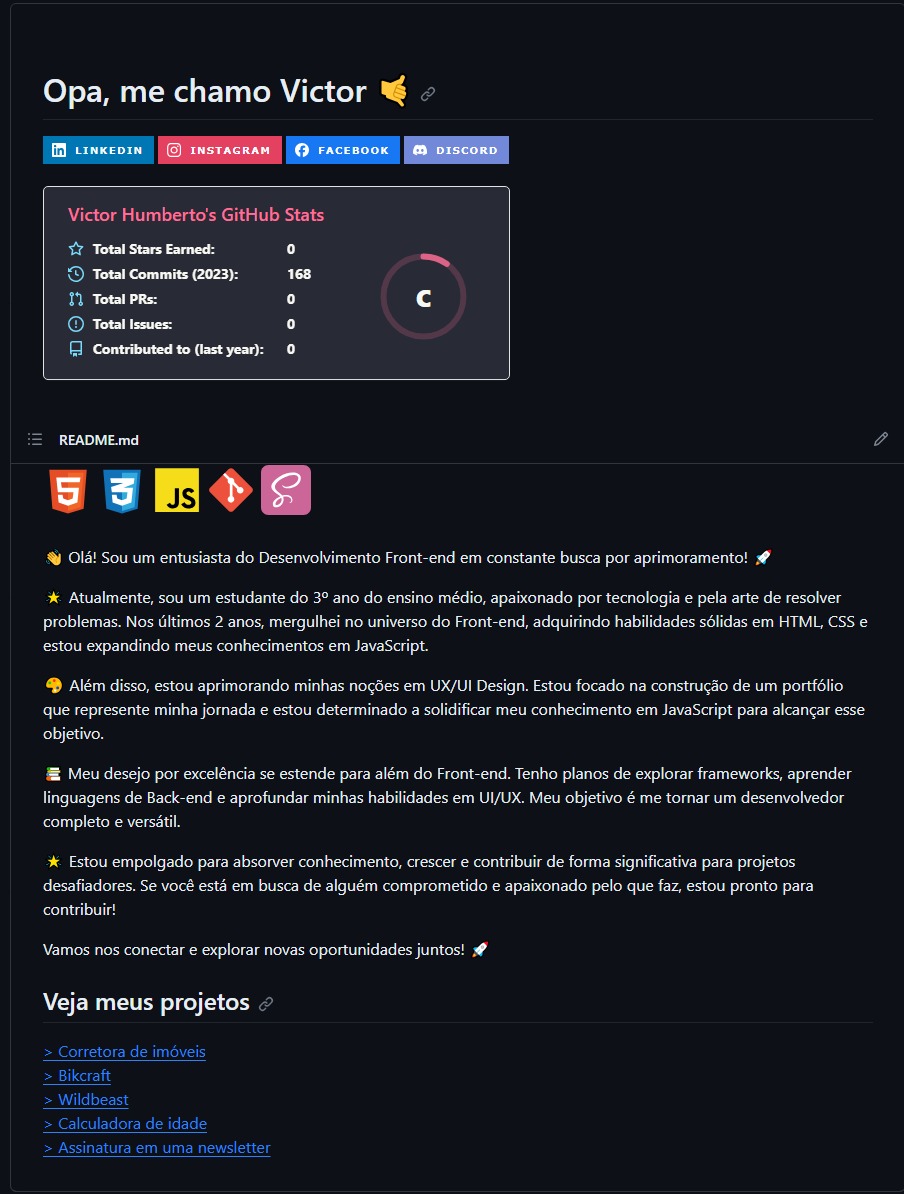 Opa, me chamo Victor 🤙
LINKEDIN INSTAGRAM FACEBOOK DISCORD
Victor Humberto's GitHub Stats
Total Stars Earned: 0
Total Commits (2023): 168
Total PRs: 0
Total Issues: 0
Contributed to (last year): 0
C
README.md
5 3 JS
👋 Olá! Sou um entusiasta do Desenvolvimento Front-end em constante busca por aprimoramento! 🚀
🌟 Atualmente, sou um estudante do 3º ano do ensino médio, apaixonado por tecnologia e pela arte de resolver
problemas. Nos últimos 2 anos, mergulhei no universo do Front-end, adquirindo habilidades sólidas em HTML, CSS e
estou expandindo meus conhecimentos em JavaScript.
🎨 Além disso, estou aprimorando minhas noções em UX/UI Design. Estou focado na construção de um portfólio
que represente minha jornada e estou determinado a solidificar meu conhecimento em JavaScript para alcançar esse
objetivo.
📚 Meu desejo por excelência se estende para além do Front-end. Tenho planos de explorar frameworks, aprender
linguagens de Back-end e aprofundar minhas habilidades em UI/UX. Meu objetivo é me tornar um desenvolvedor
completo e versátil.
🌟 Estou empolgado para absorver conhecimento, crescer e contribuir de forma significativa para projetos
desafiadores. Se você está em busca de alguém comprometido e apaixonado pelo que faz, estou pronto para
contribuir!
Vamos nos conectar e explorar novas oportunidades juntos! 🚀
Veja meus projetos
> Corretora de imóveis
> Bikcraft
> Wildbeast
> Calculadora de idade
> Assinatura em uma newsletter